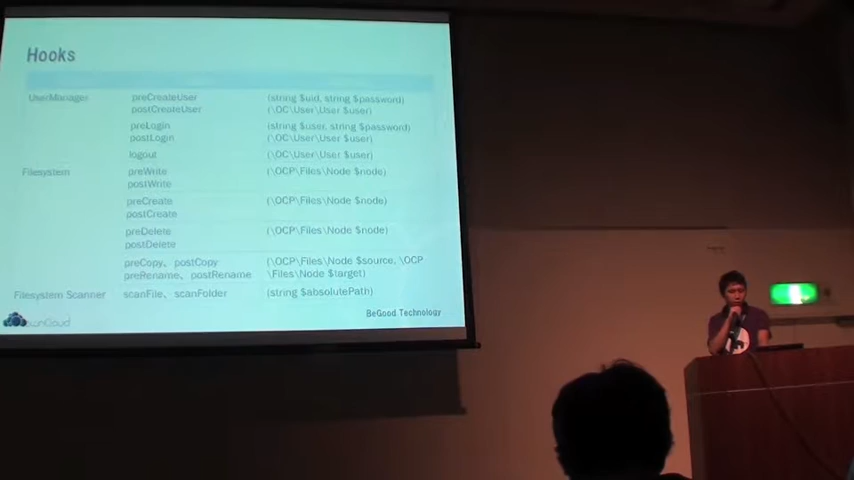 Hooks
UserManager preCreateUser (string $uid, string $password)
postCreateUser (\OC\User\User $user)
preLogin (string $user, string $password)
postLogin (\OC\User\User $user)
logout (\OC\User\User $user)
Filesystem preWrite (\OCP\Files\Node $node)
postWrite
preCreate (\OCP\Files\Node $node)
postCreate
preDelete (\OCP\Files\Node $node)
postDelete
preCopy、postCopy (\OCP\Files\Node $source, \OCP
preRename、postRename \Files\Node $target)
Filesystem Scanner scanFile、scanFolder (string $absolutePath)
ownCloud BeGood Technology